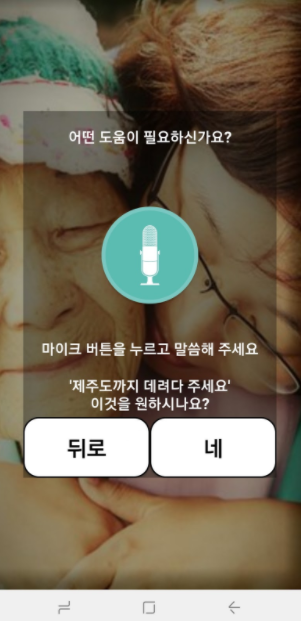 어떤 도움이 필요하신가요?
마이크 버튼을 누르고 말씀해 주세요
'제주도까지 데려다 주세요'
이것을 원하시나요?
뒤로 네